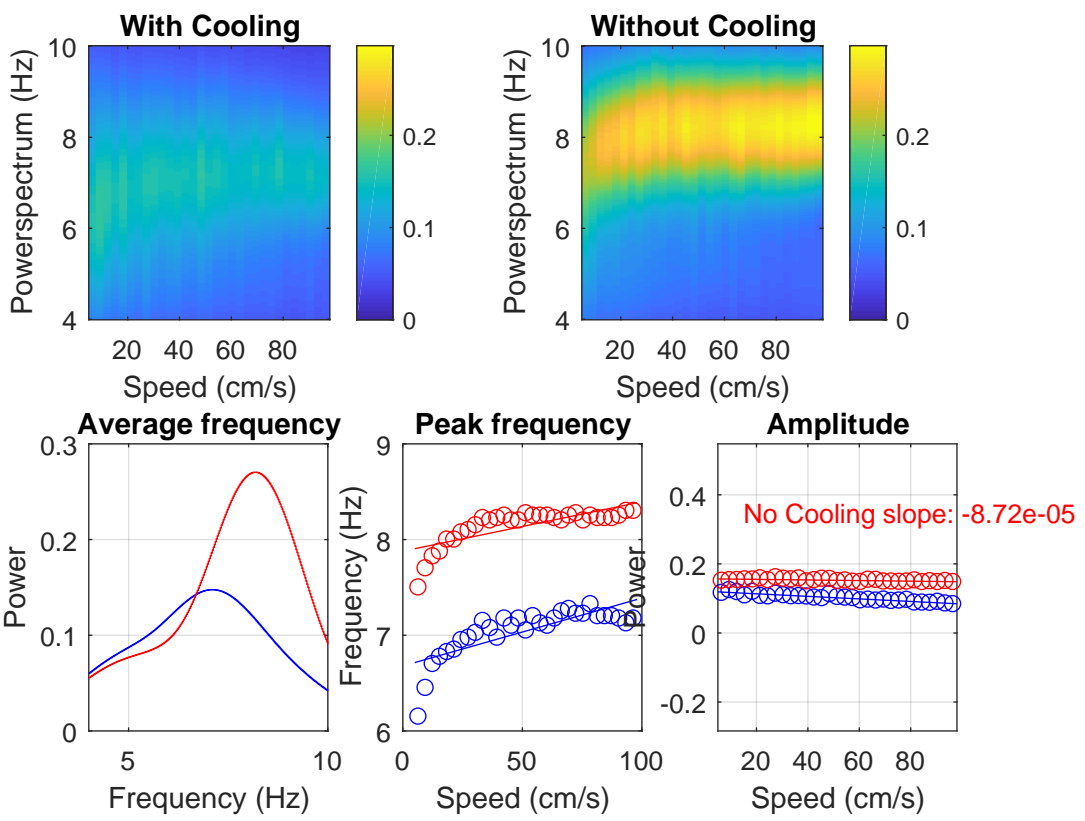 With Cooling
Powerspectrum (Hz)
10
8
6
4
20 40 60 80
Speed (cm/s)
0.2
0.1
0
Without Cooling
Powerspectrum (Hz)
10
8
6
4
20 40 60 80
Speed (cm/s)
0.2
0.1
0
Average frequency
Power
0.3
0.2
0.1
0
5 10
Frequency (Hz)
Peak frequency
Frequency (Hz)
9
8
7
6
0 50 100
Speed (cm/s)
Amplitude
Power
0.4
0.2
0
-0.2
No Cooling slope: -8.72e-05
20 40 60 80
Speed (cm/s)